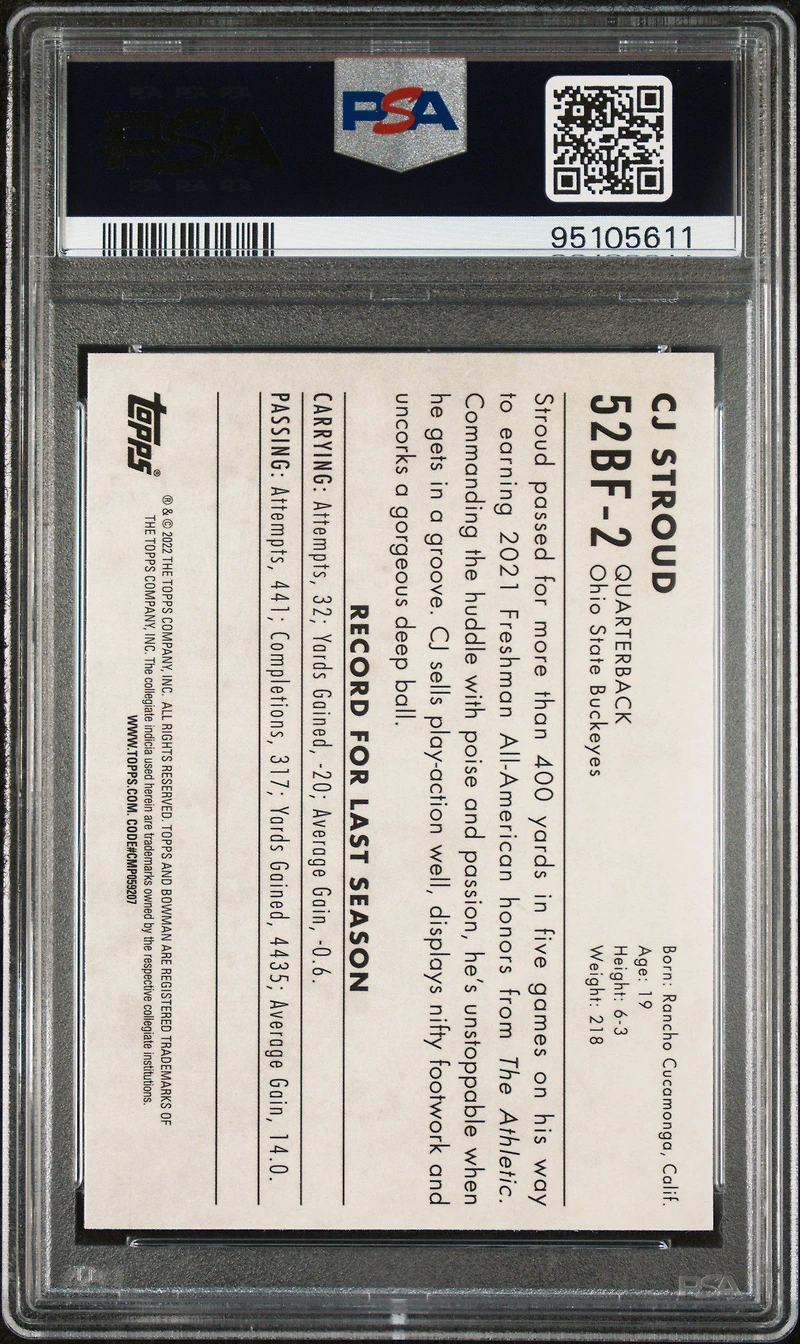 PSA
PSA
95105611
CJ STROUD
52BF-2
QUARTERBACK
Ohio State Buckeyes
Born: Rancho Cucamonga, Calif.
Age: 19
Height: 6-3
Weight: 218
Stroud passed for more than 400 yards in five games on his way
to earning 2021 Freshman All-American honors from The Athletic.
Commanding the huddle with poise and passion, he's unstoppable when
he gets in a groove. CJ sells play-action well, displays nifty footwork and
uncorks a gorgeous deep ball.
RECORD FOR LAST SEASON
CARRYING: Attempts, 32; Yards Gained, -20; Average Gain, -0.6.
PASSING: Attempts, 441; Completions, 317; Yards Gained, 4435; Average Gain, 14.0.
topps®
® & © 2022 THE TOPPS COMPANY, INC. ALL RIGHTS RESERVED. TOPPS AND BOWMAN ARE REGISTERED TRADEMARKS OF
THE TOPPS COMPANY, INC. The collegiate indicia used herein are trademarks owned by the respective collegiate institutions.
WWW.TOPPS.COM. CODE#CMP059207
PSA